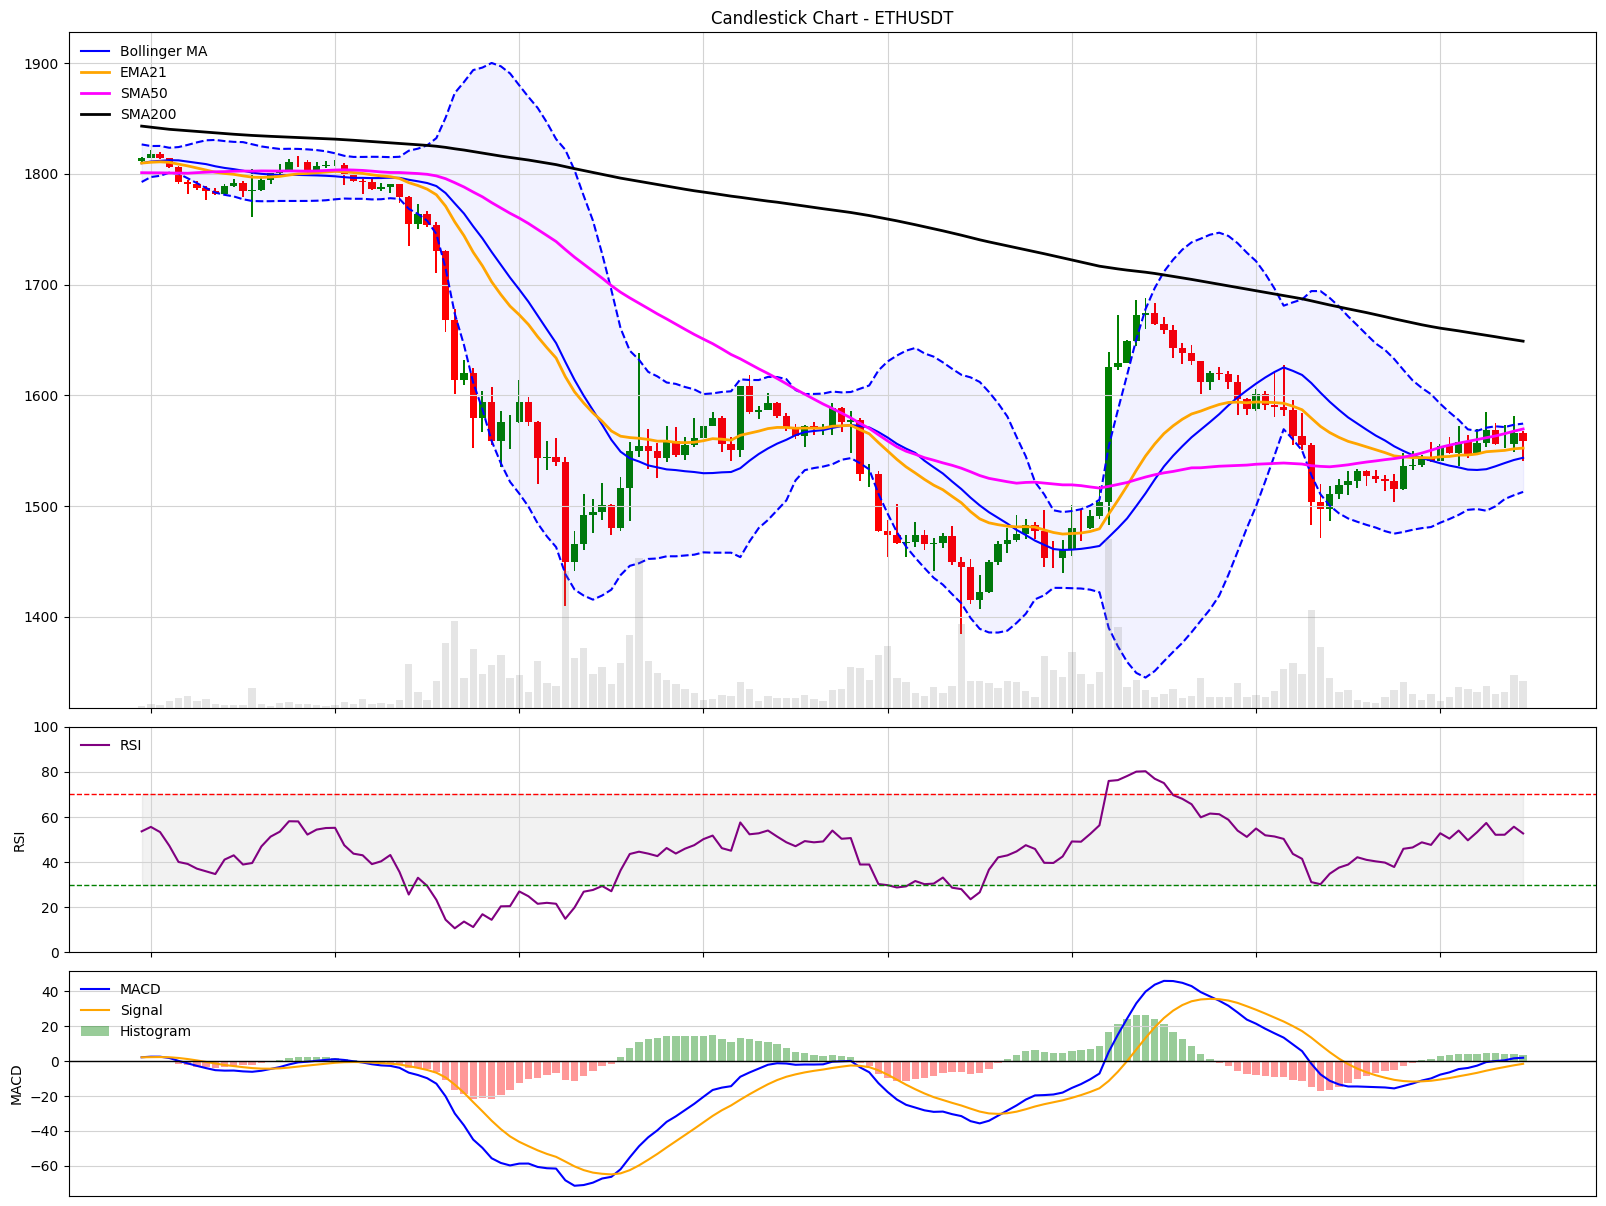 Candlestick Chart - ETHUSDT
Bollinger MA
EMA21
SMA50
SMA200
1900
1800
1700
1600
1500
1400
RSI
100
80
60
40
20
0
RSI
MACD
Signal
Histogram
40
20
0
−20
−40
−60
MACD